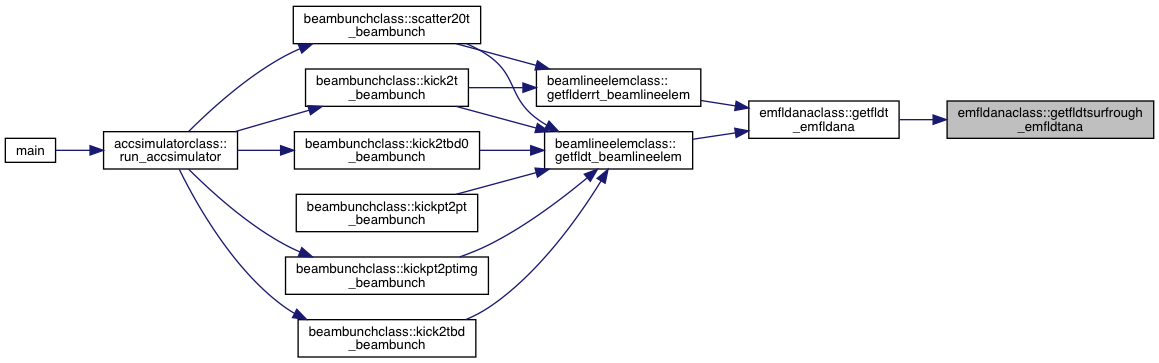 main
accsimulatorclass::
run_accsimulator
beambunchclass::scatter20t
_beambunch
beambunchclass::kick2t
_beambunch
beambunchclass::kick2tbd0
_beambunch
beambunchclass::kickpt2pt
_beambunch
beambunchclass::kickpt2ptimg
_beambunch
beambunchclass::kick2tbd
_beambunch
beamlineelemclass::
getflderrt_beamlineelem
beamlineelemclass::
getfldt_beamlineelem
emfldanaclass::getfldt
_emfldana
emfldanaclass::getfldtsurfrough
_emfldtana